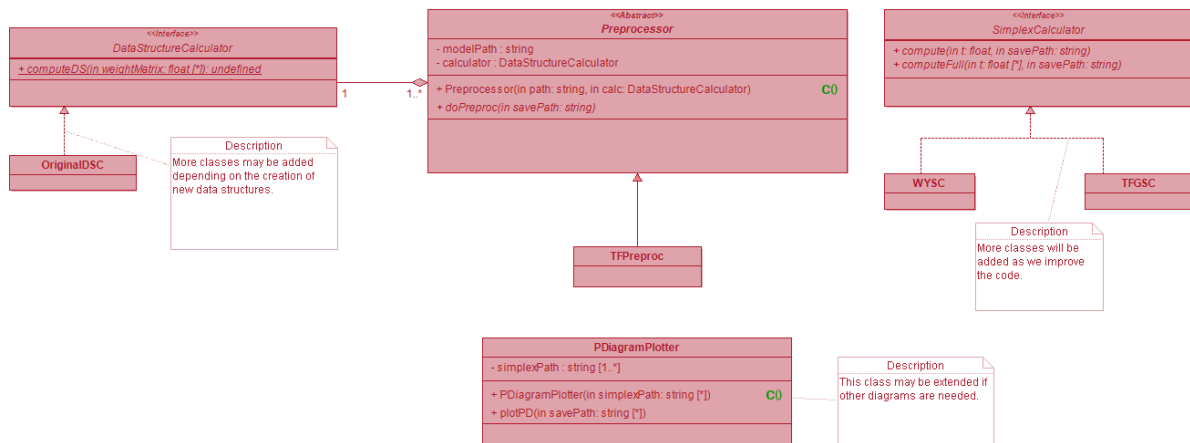 <<Interface>>
DataStructureCalculator
+ computeDS(in weightMatrix: float [*]): undefined
1
1..*
OriginalDSC
Description
More classes may be added
depending on the creation of
new data structures.
<<Abstract>>
Preprocessor
- modelPath : string
- calculator : DataStructureCalculator
+ Preprocessor(in path: string, in calc: DataStructureCalculator) C()
+ doPreproc(in savePath: string)
TFPreproc
<<Interface>>
SimplexCalculator
+ compute(in t: float, in savePath: string)
+ computeFull(in t: float [*], in savePath: string)
WYSC
TFGSC
Description
More classes will be
added as we improve
the code.
PDiagramPlotter
- simplexPath : string [1..*]
+ PDiagramPlotter(in simplexPath: string [*]) C()
+ plotPD(in savePath: string [*])
Description
This class may be extended if
other diagrams are needed.